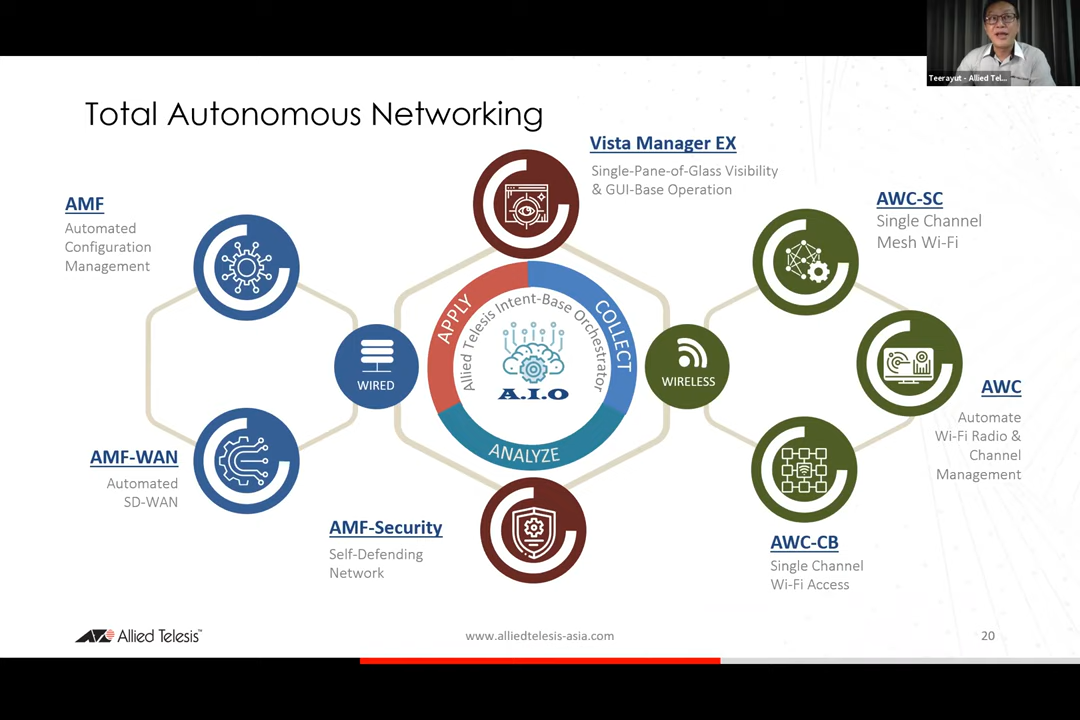 Teerayut - Allied Tel...
Total Autonomous Networking
Vista Manager EX
Single-Pane-of-Glass Visibility
& GUI-Base Operation
AMF
Automated
Configuration
Management
AWC-SC
Single Channel
Mesh Wi-Fi
APPLY
COLLECT
ANALYZE
Allied Telesis Intent-Base Orchestrator
A.I.O
WIRED
WIRELESS
AWC
Automate
Wi-Fi Radio &
Channel
Management
AMF-WAN
Automated
SD-WAN
AMF-Security
Self-Defending
Network
AWC-CB
Single Channel
Wi-Fi Access
Allied Telesis™
www.alliedtelesis-asia.com
20